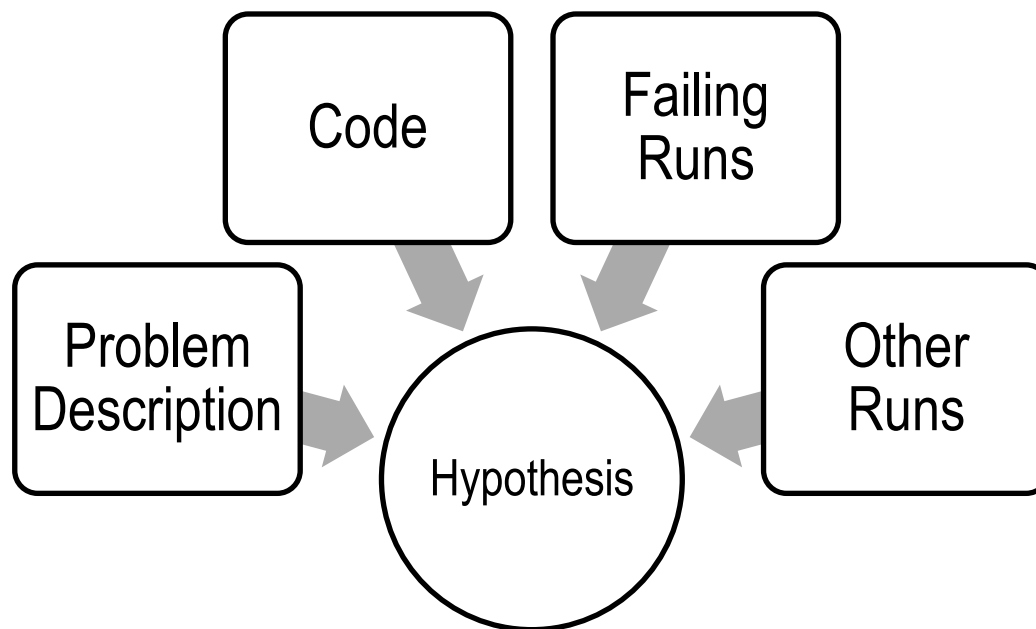 Code
Failing
Runs
Problem
Description
Other
Runs
Hypothesis